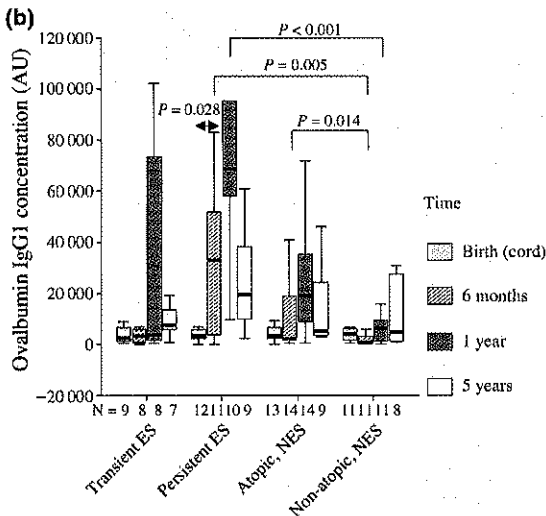 (b)
P < 0.001
P = 0.005
P = 0.028
P = 0.014
Ovalbumin IgG1 concentration (AU)
120 000
100 000
80 000
60 000
40 000
20 000
0
−20 000
N = 9 8 8 7 12 11 10 9 13 14 14 9 11 11 11 8
Transient ES
Persistent ES
Atopic, NES
Non-atopic, NES
Time
Birth (cord)
6 months
1 year
5 years